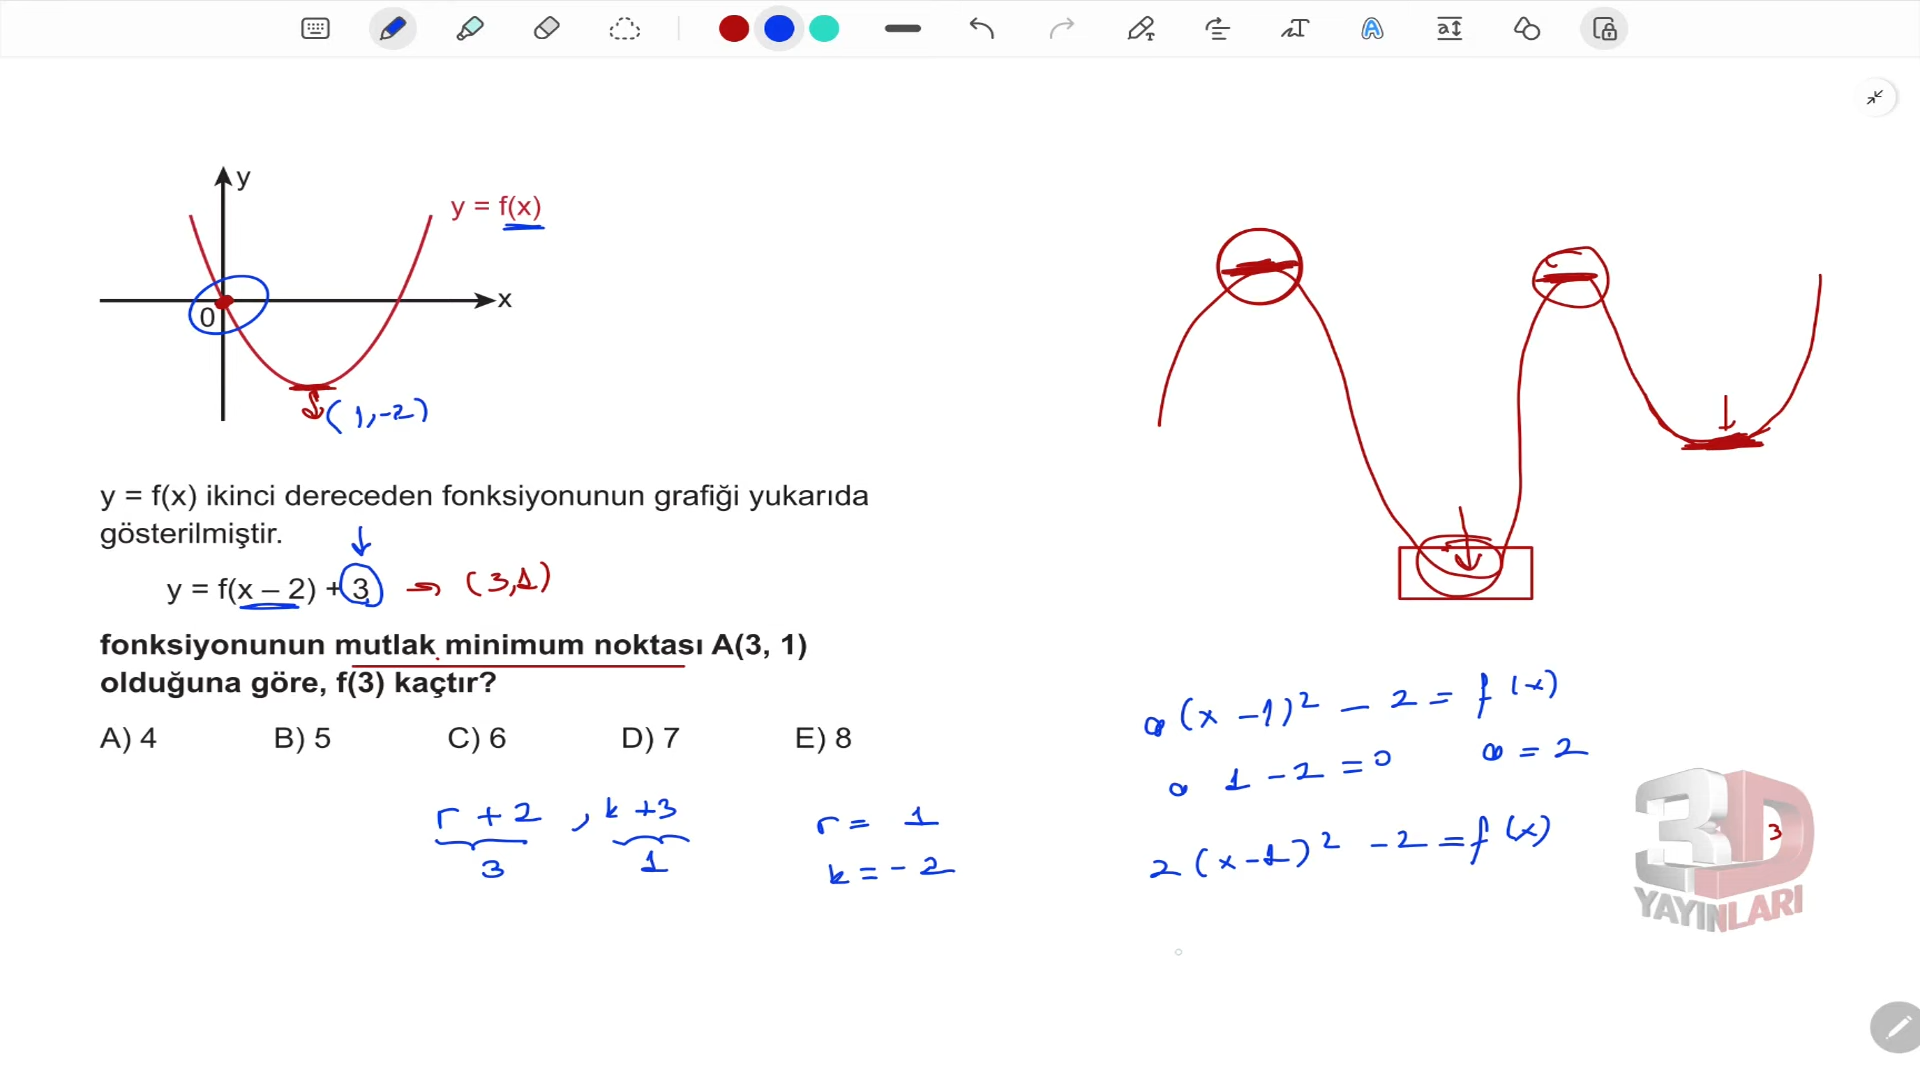 y
y = f(x)
x
0
(1,-2)
y = f(x) ikinci dereceden fonksiyonunun grafiği yukarıda
gösterilmiştir.
y = f(x – 2) + 3 ⇒ (3,1)
fonksiyonunun mutlak minimum noktası A(3, 1)
olduğuna göre, f(3) kaçtır?
A) 4 B) 5 C) 6 D) 7 E) 8
r + 2 , k + 3
3 1
r = 1
k = - 2
a (x - 1)² - 2 = f(x)
a 1 - 2 = 0 a = 2
2 (x - 1)² - 2 = f(x)
3D
3
YAYINLARI